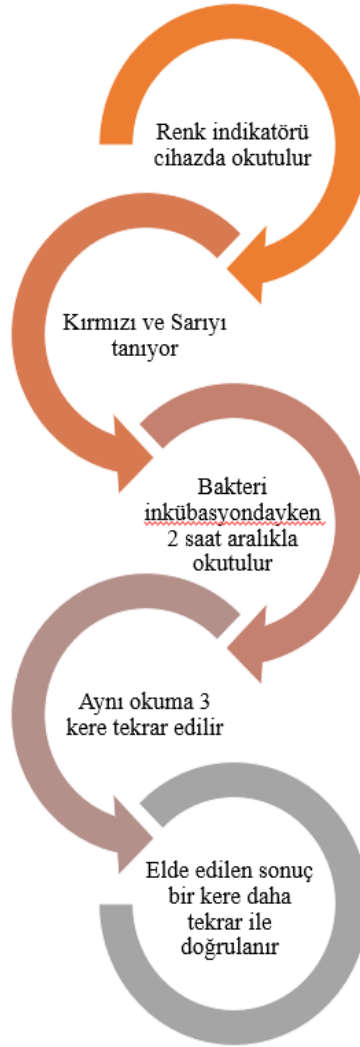 Renk indikatörü
cihazda okutulur
Kırmızı ve Sarıyı
tanıyor
Bakteri
inkübasyondayken
2 saat aralıkla
okutulur
Aynı okuma 3
kere tekrar edilir
Elde edilen sonuç
bir kere daha
tekrar ile
doğrulanır